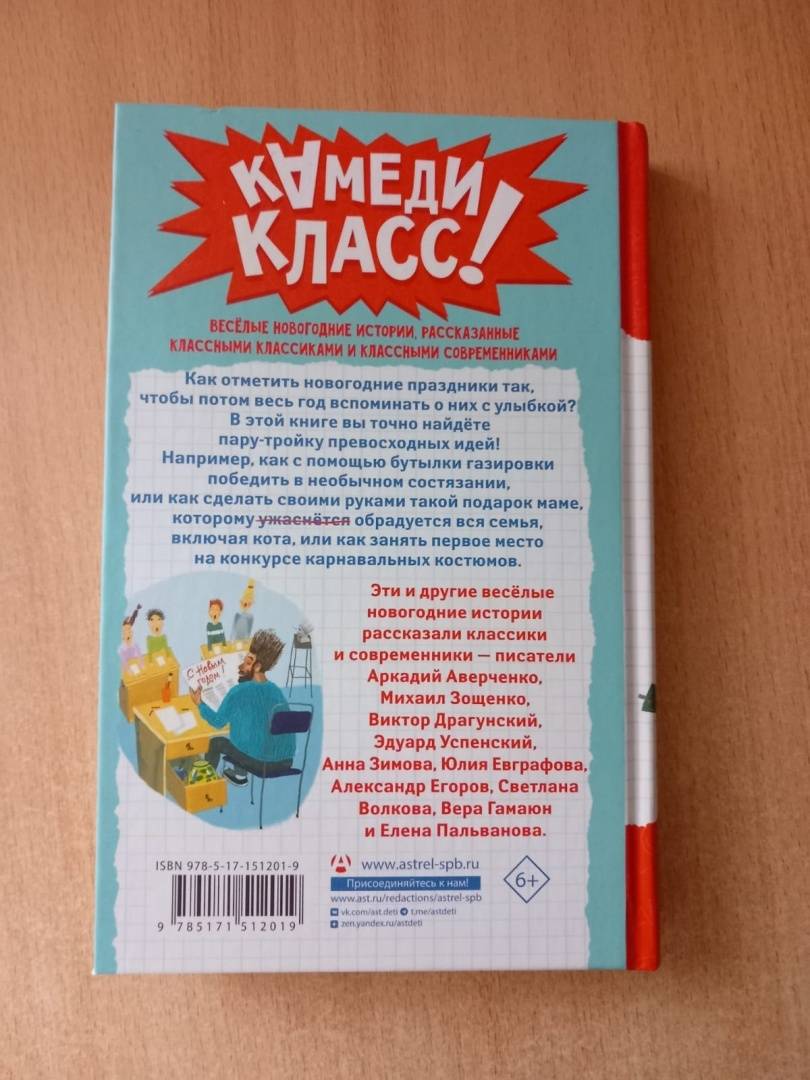 КАМЕДИ
КЛАСС!
ВЕСЁЛЫЕ НОВОГОДНИЕ ИСТОРИИ, РАССКАЗАННЫЕ
КЛАССНЫМИ КЛАССИКАМИ И КЛАССНЫМИ СОВРЕМЕННИКАМИ
Как отметить новогодние праздники так,
чтобы потом весь год вспоминать о них с улыбкой?
В этой книге вы точно найдёте
пару-тройку превосходных идей!
Например, как с помощью бутылки газировки
победить в необычном состязании,
или как сделать своими руками такой подарок маме,
которому ужаснётся обрадуется вся семья,
включая кота, или как занять первое место
на конкурсе карнавальных костюмов.
С Новым
годом!
Эти и другие весёлые
новогодние истории
рассказали классики
и современники — писатели
Аркадий Аверченко,
Михаил Зощенко,
Виктор Драгунский,
Эдуард Успенский,
Анна Зимова, Юлия Евграфова,
Александр Егоров, Светлана
Волкова, Вера Гамаюн
и Елена Пальванова.
ISBN 978-5-17-151201-9
9 785171 512019
www.astrel-spb.ru
Присоединяйтесь к нам!
www.ast.ru/redactions/astrel-spb
vk.com/ast.deti t.me/astdeti
zen.yandex.ru/astdeti
6+